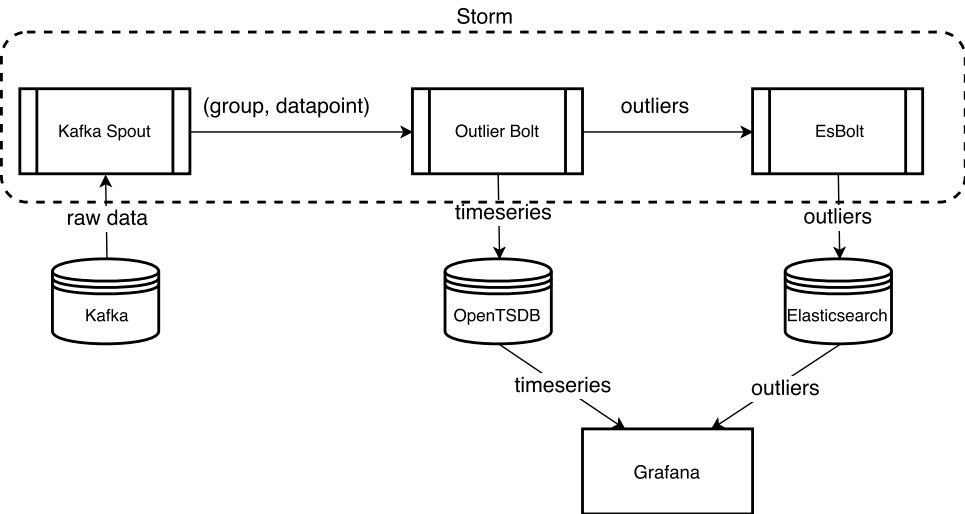 Storm
Kafka Spout
(group, datapoint)
Outlier Bolt
outliers
EsBolt
raw data
timeseries
outliers
Kafka
OpenTSDB
Elasticsearch
timeseries
outliers
Grafana